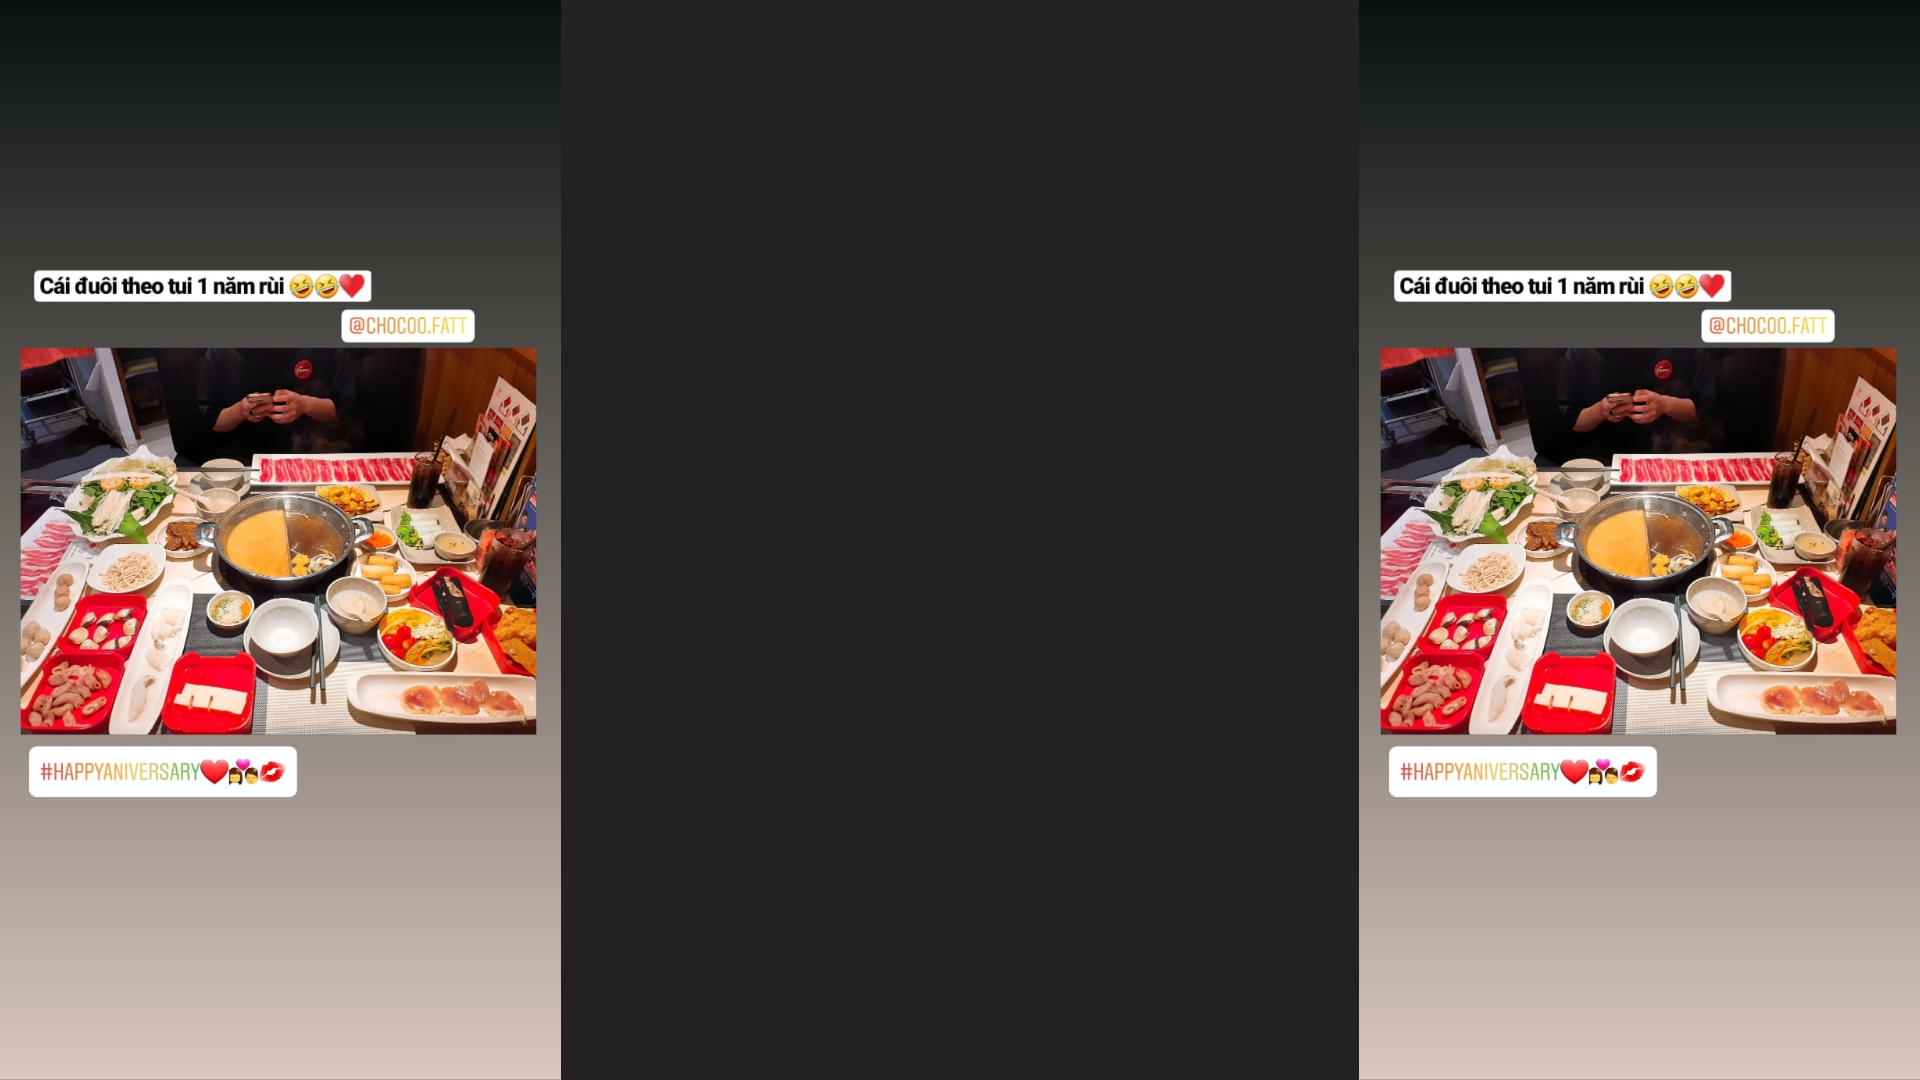 Cái đuôi theo tui 1 năm rùi 🤣🤣❤️
@CHOCOO.FATT
#HAPPYANIVERSARY❤️💑💋
Cái đuôi theo tui 1 năm rùi 🤣🤣❤️
@CHOCOO.FATT
#HAPPYANIVERSARY❤️💑💋